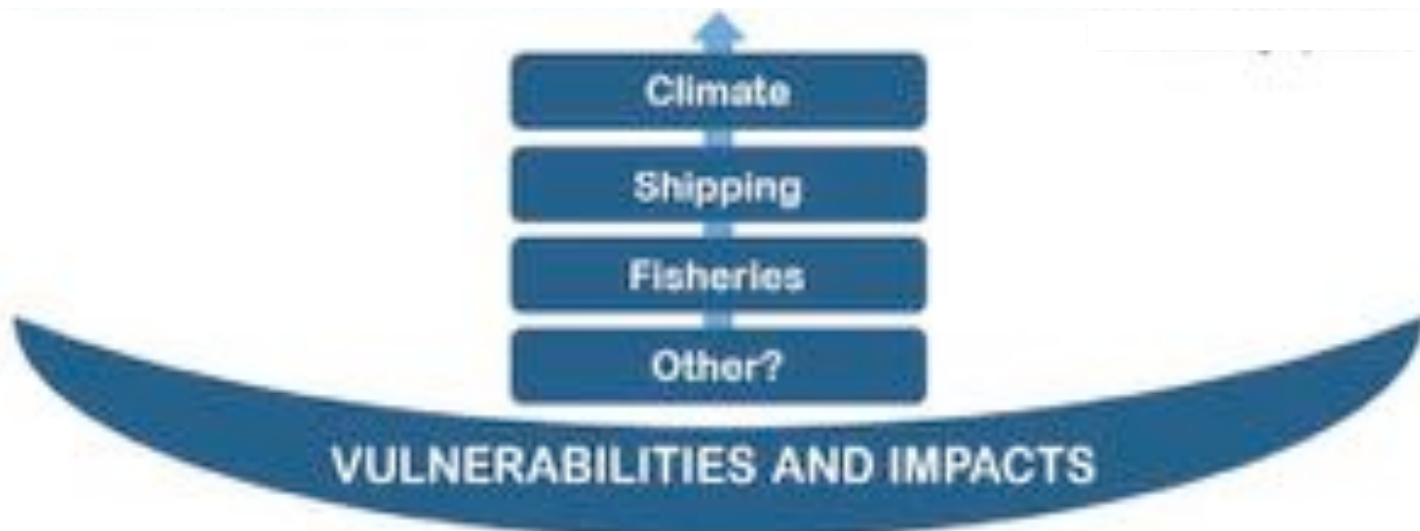 Climate
Shipping
Fisheries
Other?
VULNERABILITIES AND IMPACTS